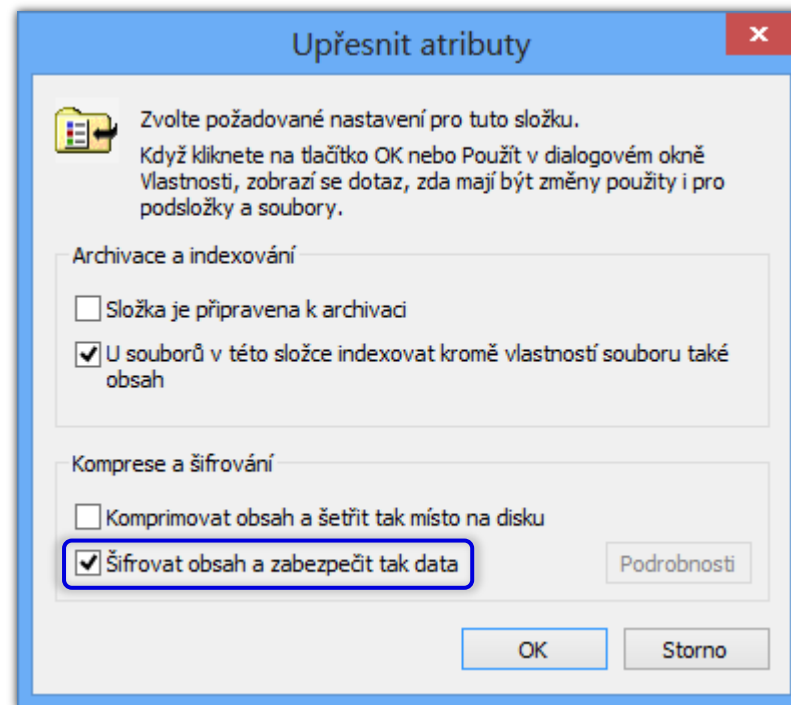 Upřesnit atributy
Zvolte požadované nastavení pro tuto složku.
Když kliknete na tlačítko OK nebo Použít v dialogovém okně
Vlastnosti, zobrazí se dotaz, zda mají být změny použity i pro
podsložky a soubory.
Archivace a indexování
Složka je připravena k archivaci
U souborů v této složce indexovat kromě vlastností souboru také
obsah
Komprese a šifrování
Komprimovat obsah a šetřit tak místo na disku
Šifrovat obsah a zabezpečit tak data
Podrobnosti
OK
Storno